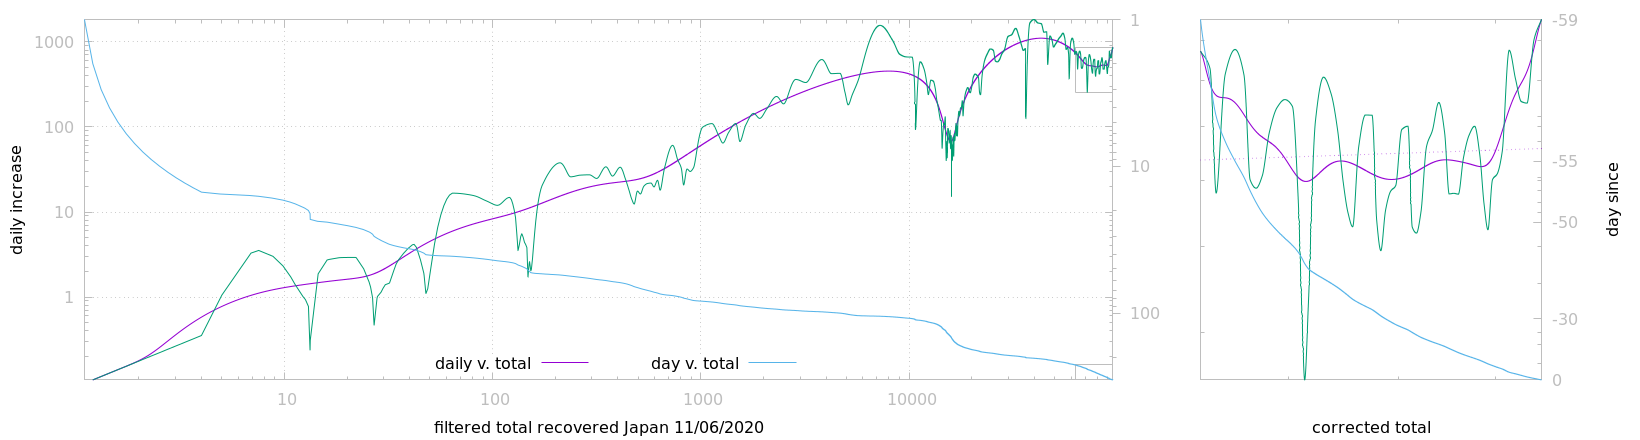 1000
100
10
1
daily increase
daily v. total
day v. total
10
100
1000
10000
filtered total recovered Japan 11/06/2020
1
10
100
-59
-55
-50
-30
0
day since
corrected total